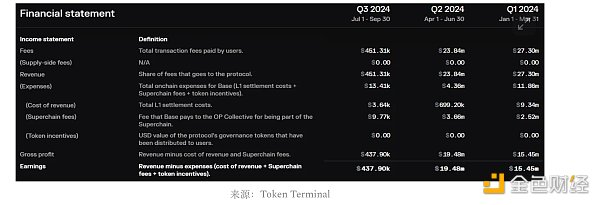 Financial statement Q3 2024 Q2 2024 Q1 2024
Jul 1 - Sep 30 Apr 1 - Jun 30 Jan 1 - Mar 31
Income statement Definition
Fees Total transaction fees paid by users. $451.31k $23.84m $27.30m
(Supply-side fees) N/A $0.00 $0.00 $0.00
Revenue Share of fees that goes to the protocol. $451.31k $23.84m $27.30m
(Expenses) Total onchain expenses for Base (L1 settlement costs + $13.41k $4.36m $11.86m
Superchain fees + token incentives).
(Cost of revenue) Total L1 settlement costs. $3.64k $699.20k $9.34m
(Superchain fees) Fee that Base pays to the OP Collective for being part of the $9.77k $3.66m $2.52m
Superchain.
(Token incentives) USD value of the protocol's governance tokens that have $0.00 $0.00 $0.00
been distributed to users.
Gross profit Revenue minus cost of revenue and Superchain fees. $437.90k $19.48m $15.45m
Earnings Revenue minus expenses (cost of revenue + Superchain $437.90k $19.48m $15.45m
fees + token incentives).
来源：Token Terminal
金色财经